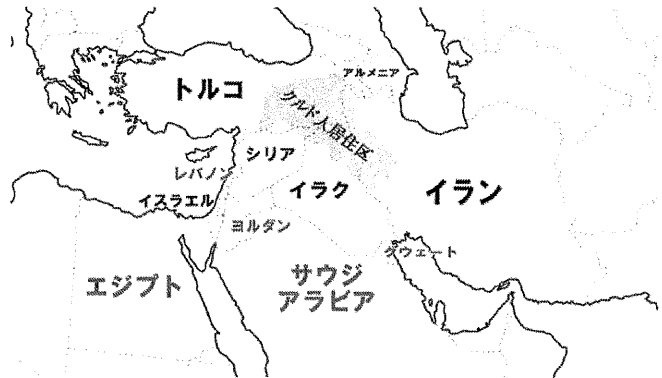 アルメニア
トルコ
クルド人居住区
シリア
レバノン
イラク
イラン
イスラエル
ヨルダン
クウェート
エジプト
サウジ
アラビア